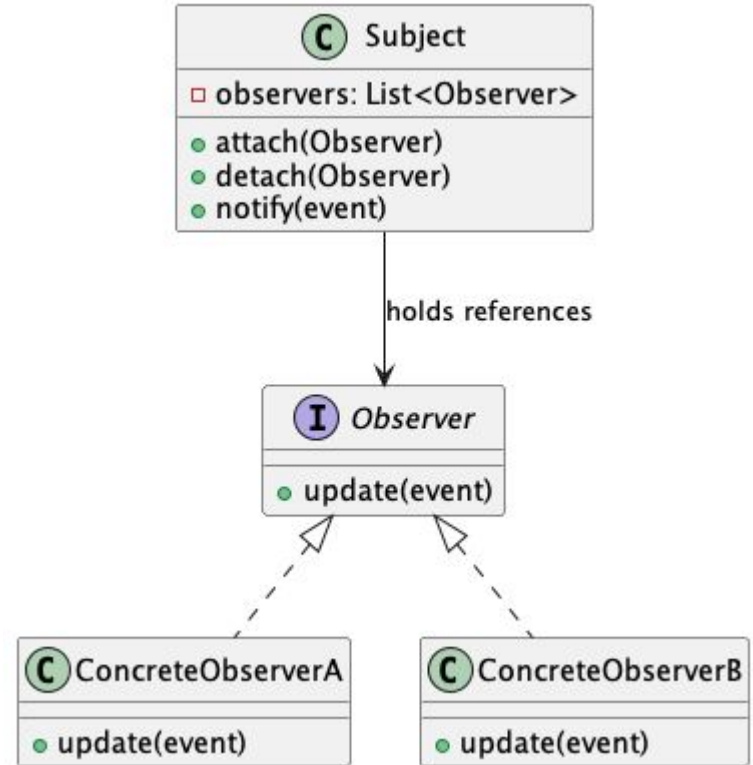 C Subject
observers: List<Observer>
attach(Observer)
detach(Observer)
notify(event)
holds references
I Observer
update(event)
C ConcreteObserverA
update(event)
C ConcreteObserverB
update(event)